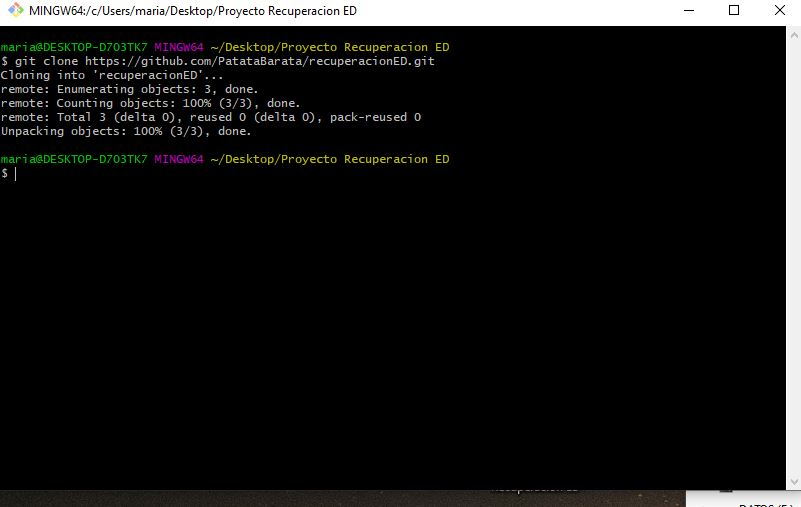 MINGW64:/c/Users/maria/Desktop/Proyecto Recuperacion ED
maria@DESKTOP-D7O3TK7 MINGW64 ~/Desktop/Proyecto Recuperacion ED
$ git clone https://github.com/PatataBarata/recuperacionED.git
Cloning into 'recuperacionED'...
remote: Enumerating objects: 3, done.
remote: Counting objects: 100% (3/3), done.
remote: Total 3 (delta 0), reused 0 (delta 0), pack-reused 0
Unpacking objects: 100% (3/3), done.
maria@DESKTOP-D7O3TK7 MINGW64 ~/Desktop/Proyecto Recuperacion ED
$